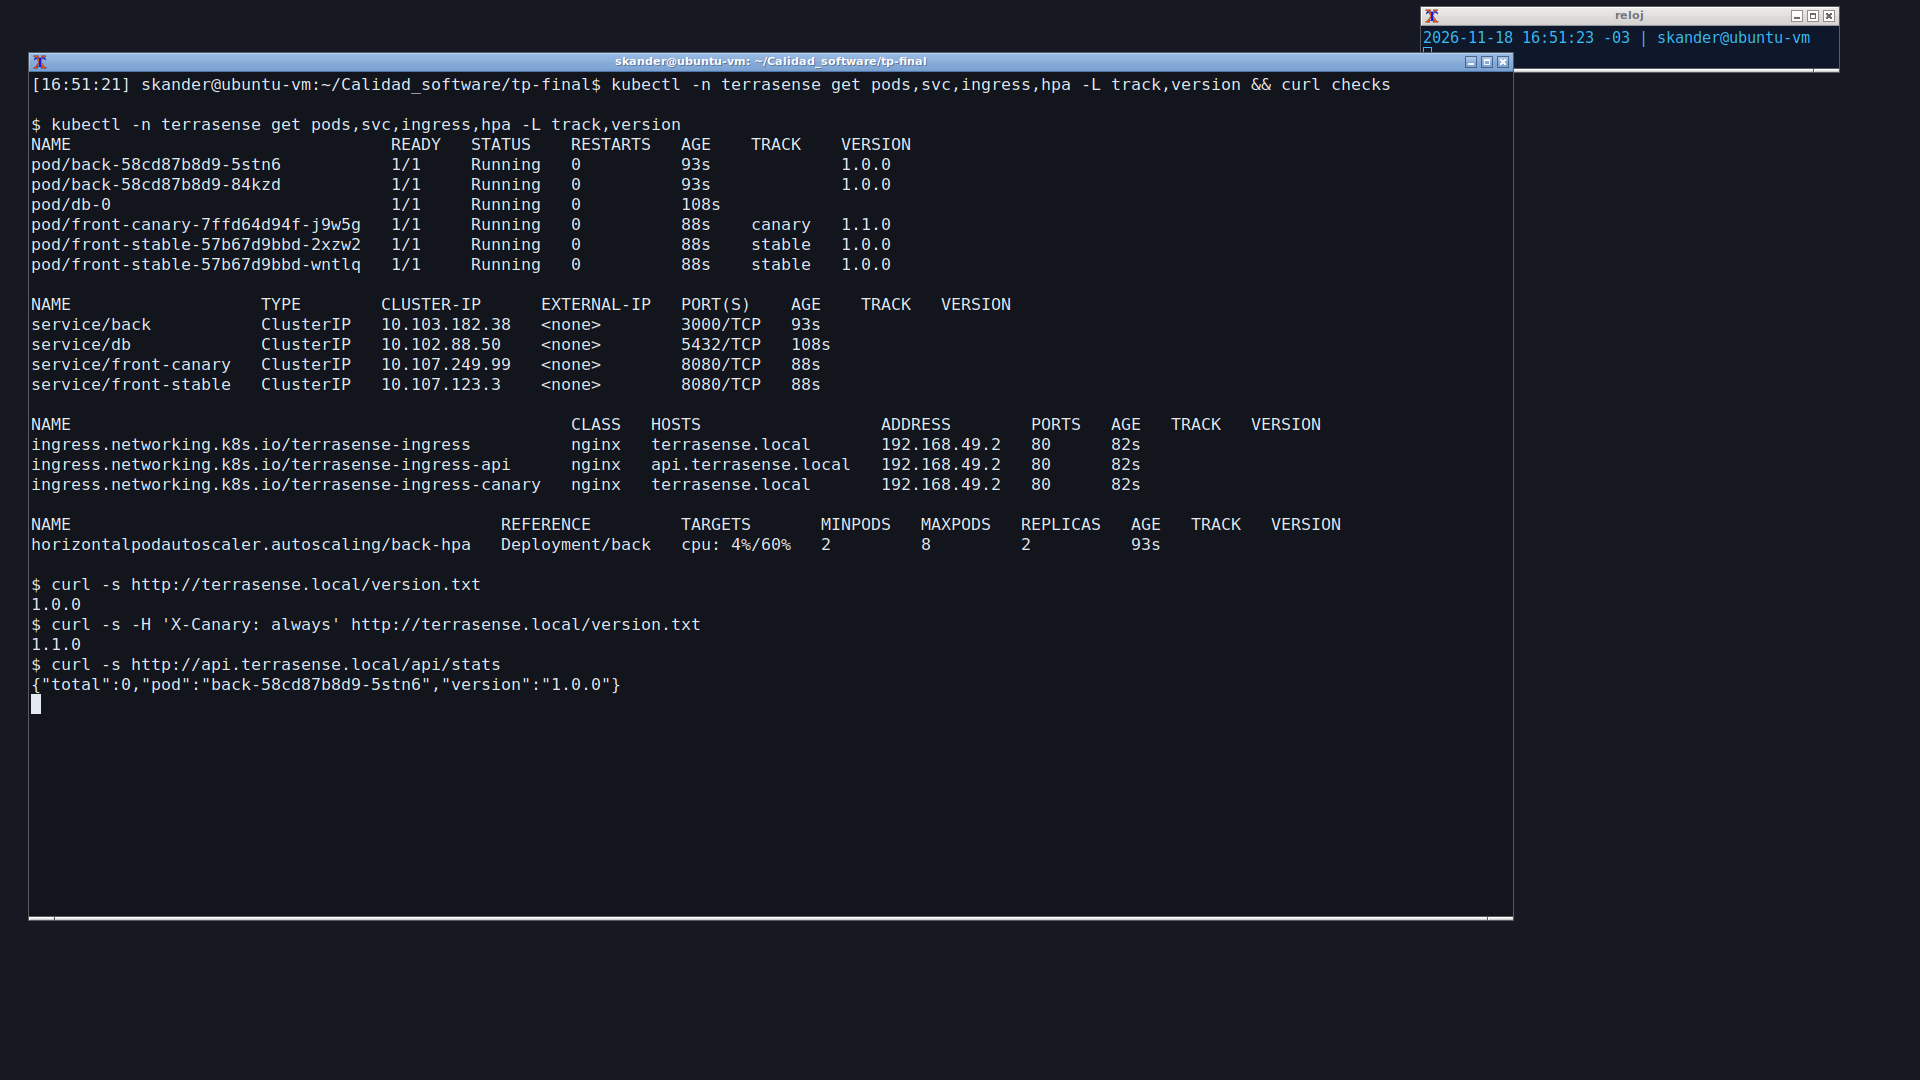 reloj
2026-11-18 16:51:23 -03 | skander@ubuntu-vm
skander@ubuntu-vm: ~/Calidad_software/tp-final
[16:51:21] skander@ubuntu-vm:~/Calidad_software/tp-final$ kubectl -n terrasense get pods,svc,ingress,hpa -L track,version && curl checks
$ kubectl -n terrasense get pods,svc,ingress,hpa -L track,version
NAME                                READY   STATUS    RESTARTS   AGE    TRACK    VERSION
pod/back-58cd87b8d9-5stn6           1/1     Running   0          93s             1.0.0
pod/back-58cd87b8d9-84kzd           1/1     Running   0          93s             1.0.0
pod/db-0                            1/1     Running   0          108s
pod/front-canary-7ffd64d94f-j9w5g   1/1     Running   0          88s    canary   1.1.0
pod/front-stable-57b67d9bbd-2xzw2   1/1     Running   0          88s    stable   1.0.0
pod/front-stable-57b67d9bbd-wntlq   1/1     Running   0          88s    stable   1.0.0
NAME                   TYPE        CLUSTER-IP      EXTERNAL-IP   PORT(S)    AGE    TRACK   VERSION
service/back           ClusterIP   10.103.182.38   <none>        3000/TCP   93s
service/db             ClusterIP   10.102.88.50    <none>        5432/TCP   108s
service/front-canary   ClusterIP   10.107.249.99   <none>        8080/TCP   88s
service/front-stable   ClusterIP   10.107.123.3    <none>        8080/TCP   88s
NAME                                                  CLASS   HOSTS                  ADDRESS        PORTS   AGE   TRACK   VERSION
ingress.networking.k8s.io/terrasense-ingress          nginx   terrasense.local       192.168.49.2   80      82s
ingress.networking.k8s.io/terrasense-ingress-api      nginx   api.terrasense.local   192.168.49.2   80      82s
ingress.networking.k8s.io/terrasense-ingress-canary   nginx   terrasense.local       192.168.49.2   80      82s
NAME                                           REFERENCE         TARGETS       MINPODS   MAXPODS   REPLICAS   AGE   TRACK   VERSION
horizontalpodautoscaler.autoscaling/back-hpa   Deployment/back   cpu: 4%/60%   2         8         2          93s
$ curl -s http://terrasense.local/version.txt
1.0.0
$ curl -s -H 'X-Canary: always' http://terrasense.local/version.txt
1.1.0
$ curl -s http://api.terrasense.local/api/stats
{"total":0,"pod":"back-58cd87b8d9-5stn6","version":"1.0.0"}